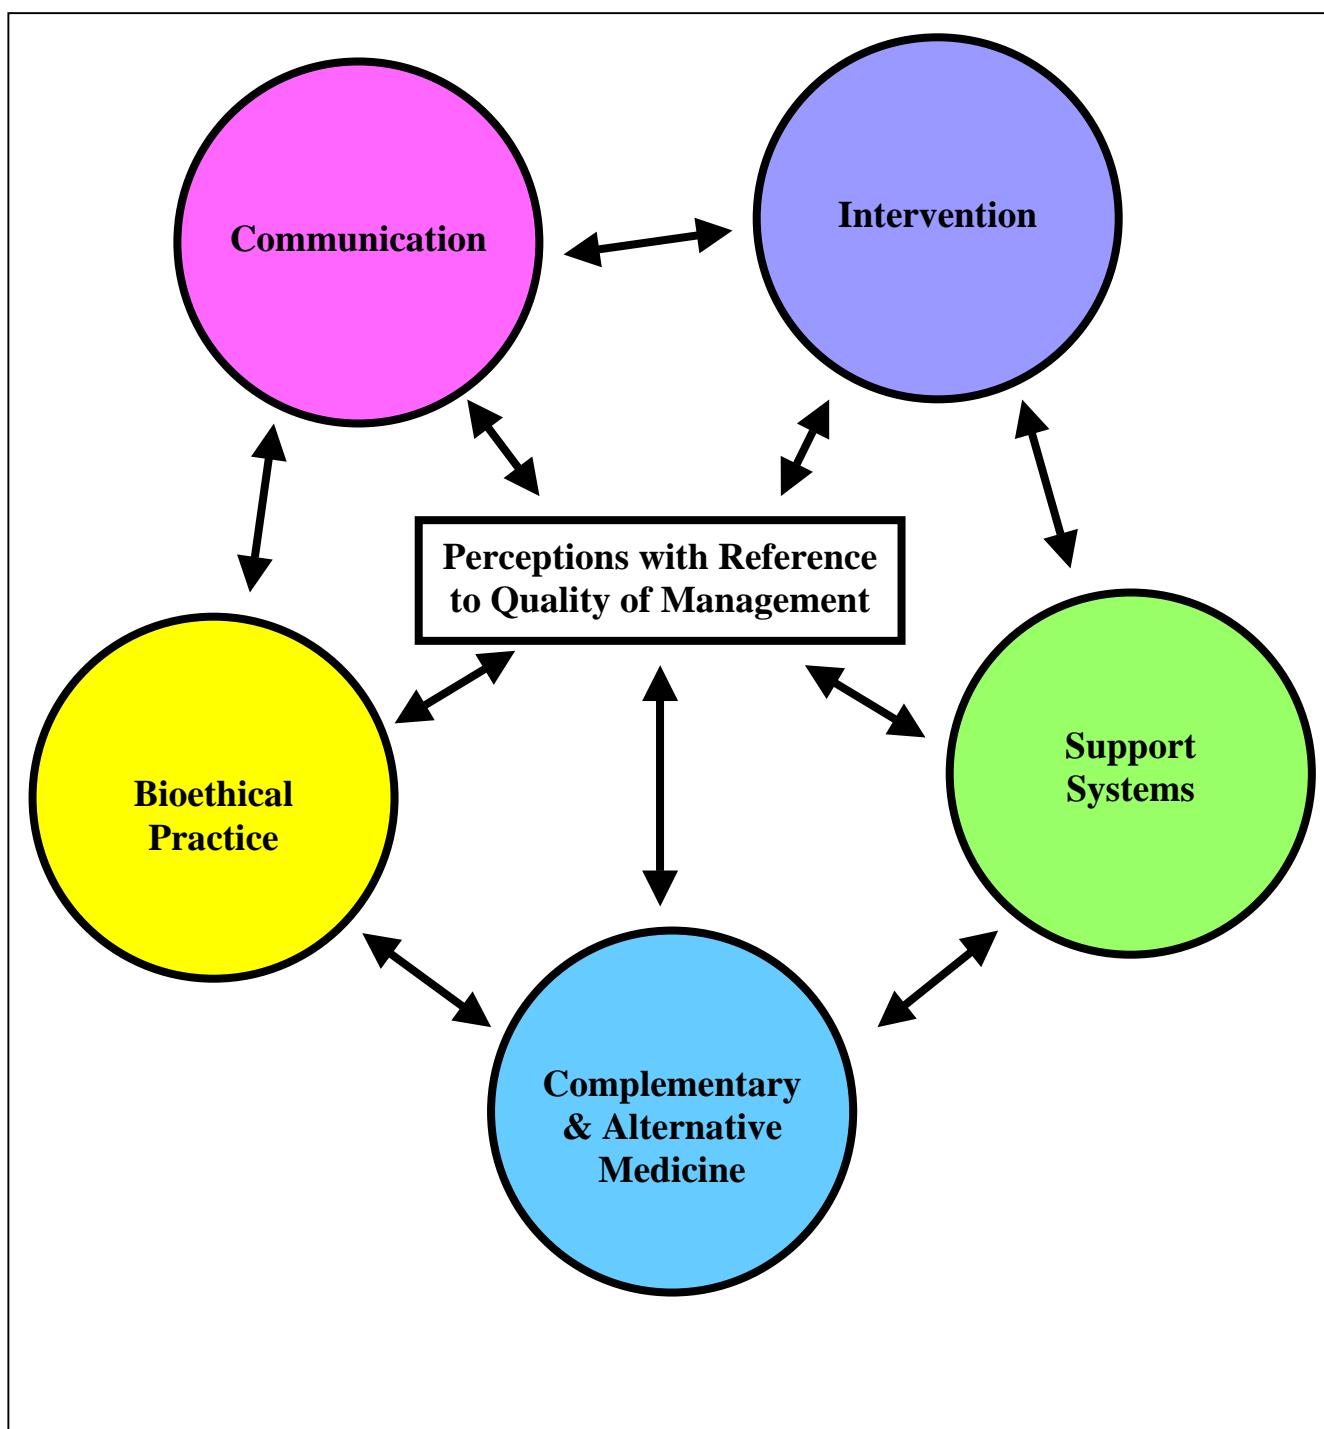 Communication
Intervention
Perceptions with Reference
to Quality of Management
Support
Systems
Bioethical
Practice
Complementary
& Alternative
Medicine